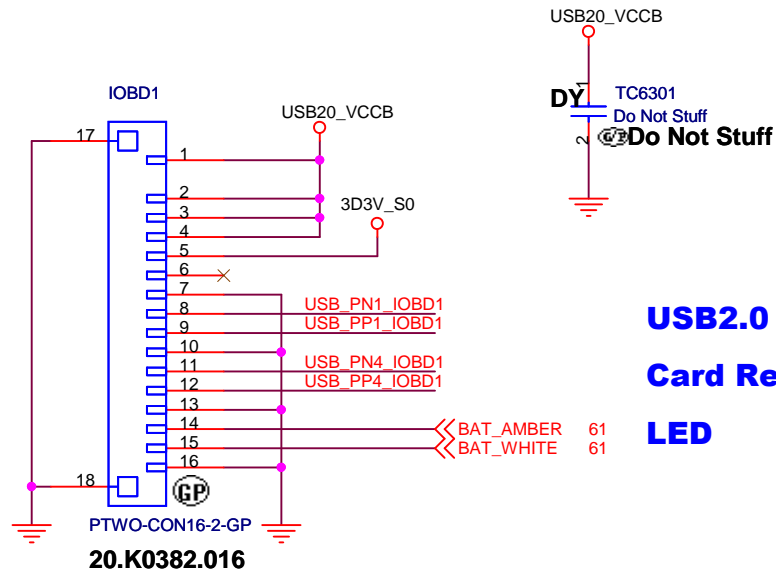 USB20_VCCB
IOBD1
DY
1
TC6301
Do Not Stuff
2
Do Not Stuff
USB20_VCCB
17
1
2
3
3D3V_S0
4
5
6
7
8 USB_PN1_IOBD1
9 USB_PP1_IOBD1
10
11 USB_PN4_IOBD1
12 USB_PP4_IOBD1
13
14 BAT_AMBER 61
15 BAT_WHITE 61
16
18
GP
PTWO-CON16-2-GP
20.K0382.016
USB2.0
Card Re
LED